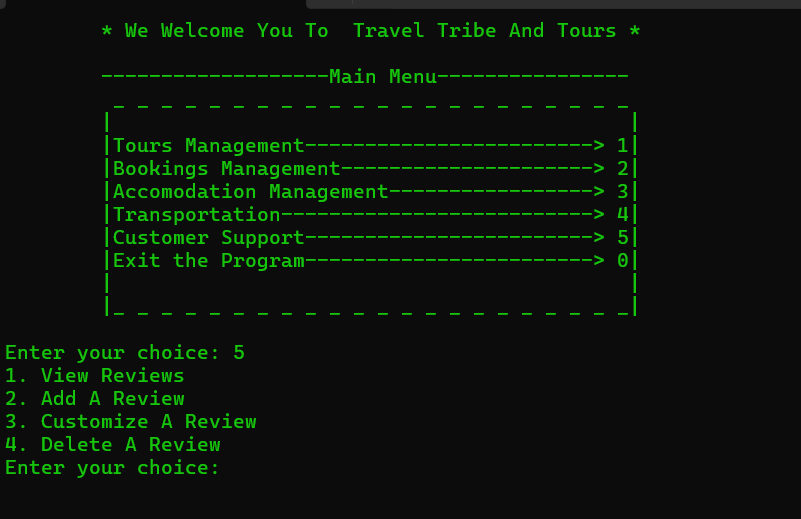 * We Welcome You To  Travel Tribe And Tours *
-------------------Main Menu----------------
_ _ _ _ _ _ _ _ _ _ _ _ _ _ _ _ _ _ _ _ _ _
|                                           |
|Tours Management------------------------> 1|
|Bookings Management---------------------> 2|
|Accomodation Management-----------------> 3|
|Transportation--------------------------> 4|
|Customer Support------------------------> 5|
|Exit the Program------------------------> 0|
|                                           |
|_ _ _ _ _ _ _ _ _ _ _ _ _ _ _ _ _ _ _ _ _ _|
Enter your choice: 5
1. View Reviews
2. Add A Review
3. Customize A Review
4. Delete A Review
Enter your choice: